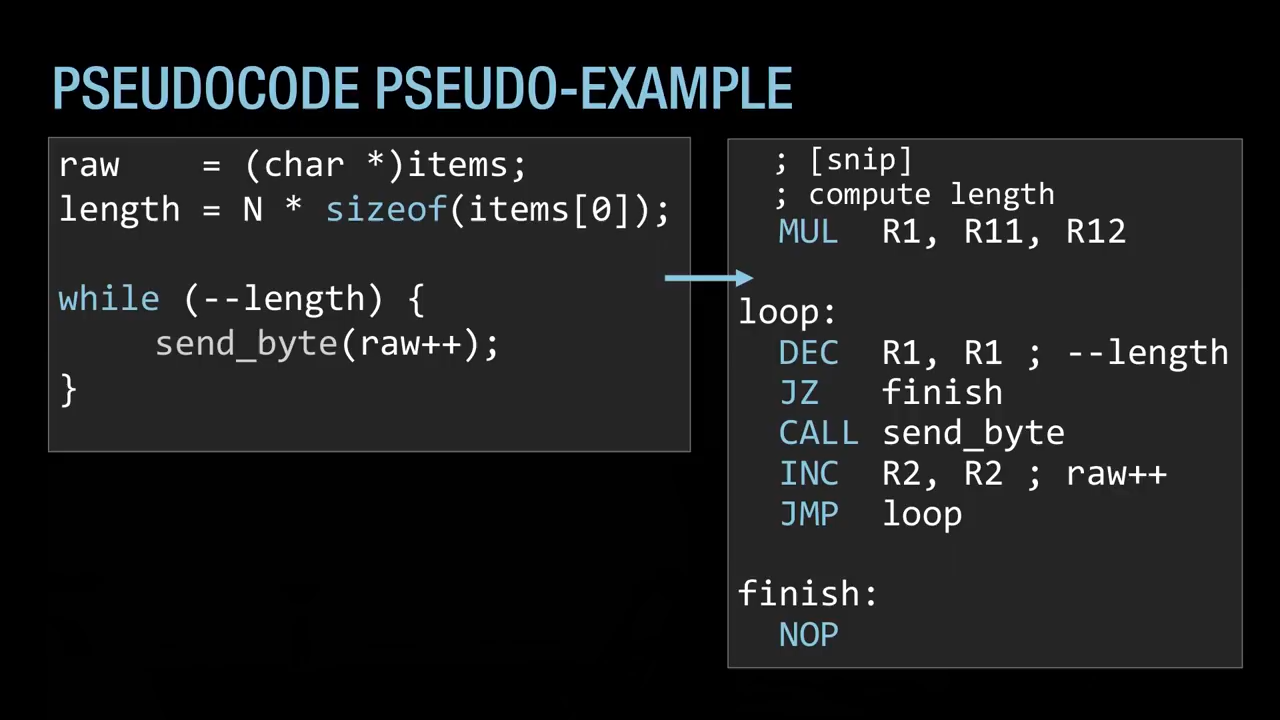 PSEUDOCODE PSEUDO-EXAMPLE
raw    = (char *)items;
length = N * sizeof(items[0]);
while (--length) {
send_byte(raw++);
}
; [snip]
; compute length
MUL  R1, R11, R12
loop:
DEC  R1, R1 ; --length
JZ   finish
CALL send_byte
INC  R2, R2 ; raw++
JMP  loop
finish:
NOP